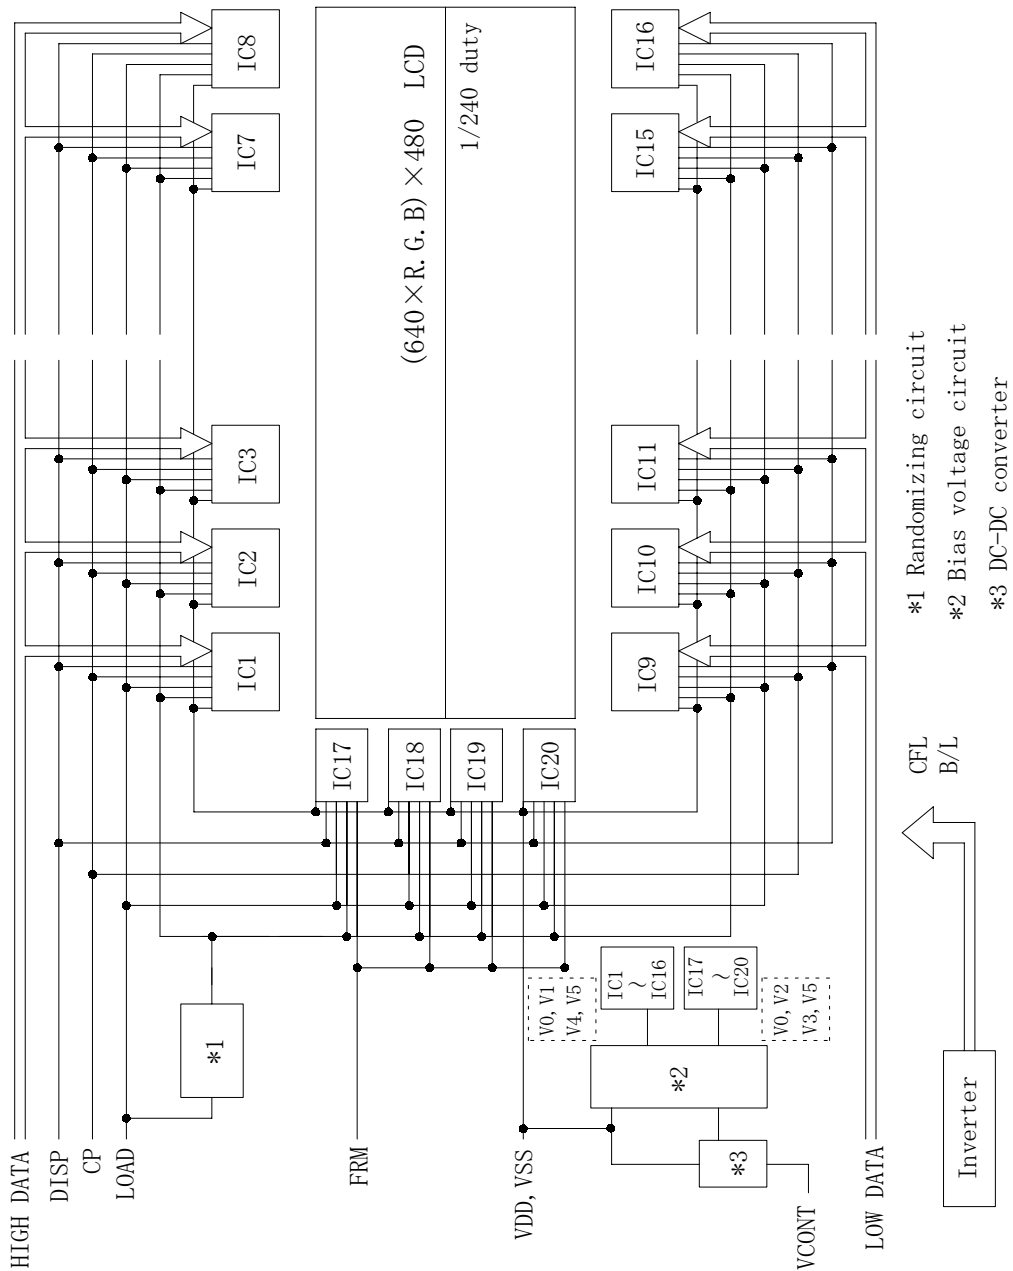 HIGH DATA
DISP
CP
LOAD
FRM
VDD, VSS
VCONT
LOW DATA
*1
*2
*3
V0, V1
V4, V5
IC1
~
IC16
IC17
~
IC20
V0, V2
V3, V5
IC17
IC18
IC19
IC20
IC1
IC2
IC3
IC7
IC8
(640×R. G. B)×480 LCD
1/240 duty
IC9
IC10
IC11
IC15
IC16
Inverter
CFL
B/L
*1 Randomizing circuit
*2 Bias voltage circuit
*3 DC-DC converter